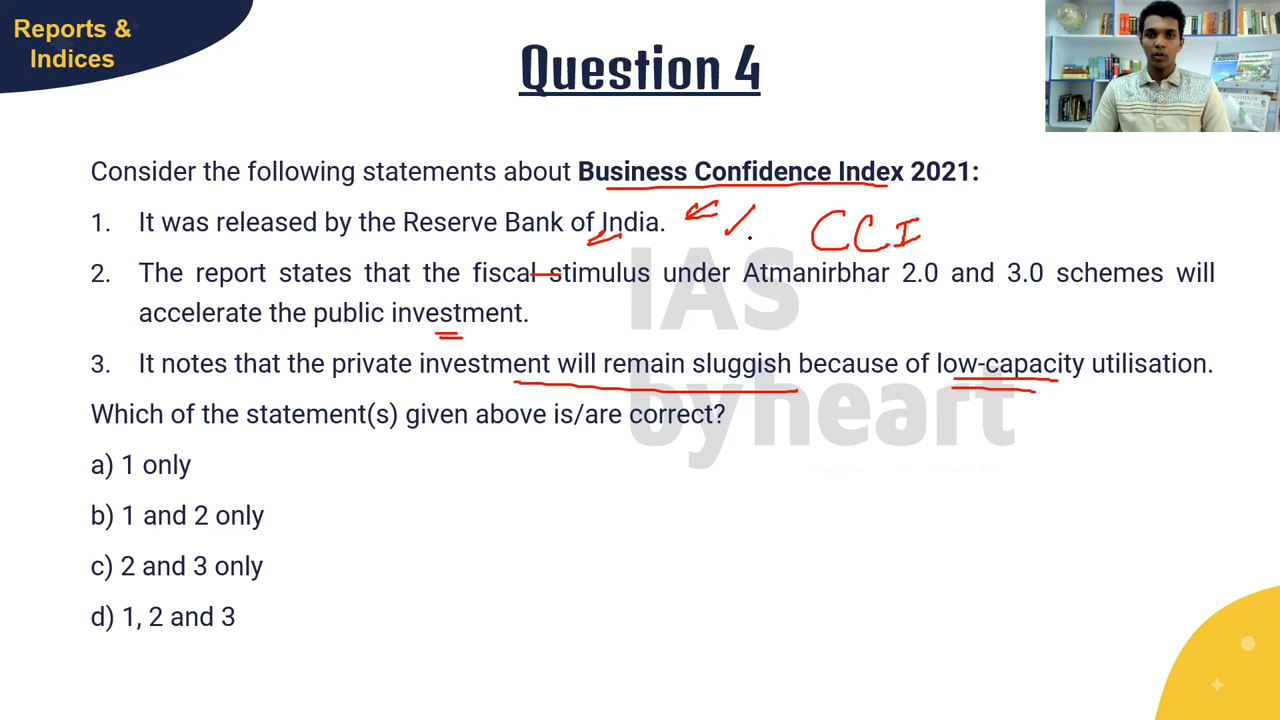 Reports &
Indices
Question 4
Consider the following statements about Business Confidence Index 2021:
1. It was released by the Reserve Bank of India.
CCI
2. The report states that the fiscal stimulus under Atmanirbhar 2.0 and 3.0 schemes will
accelerate the public investment.
3. It notes that the private investment will remain sluggish because of low-capacity utilisation.
Which of the statement(s) given above is/are correct?
a) 1 only
b) 1 and 2 only
c) 2 and 3 only
d) 1, 2 and 3
IAS
byheart